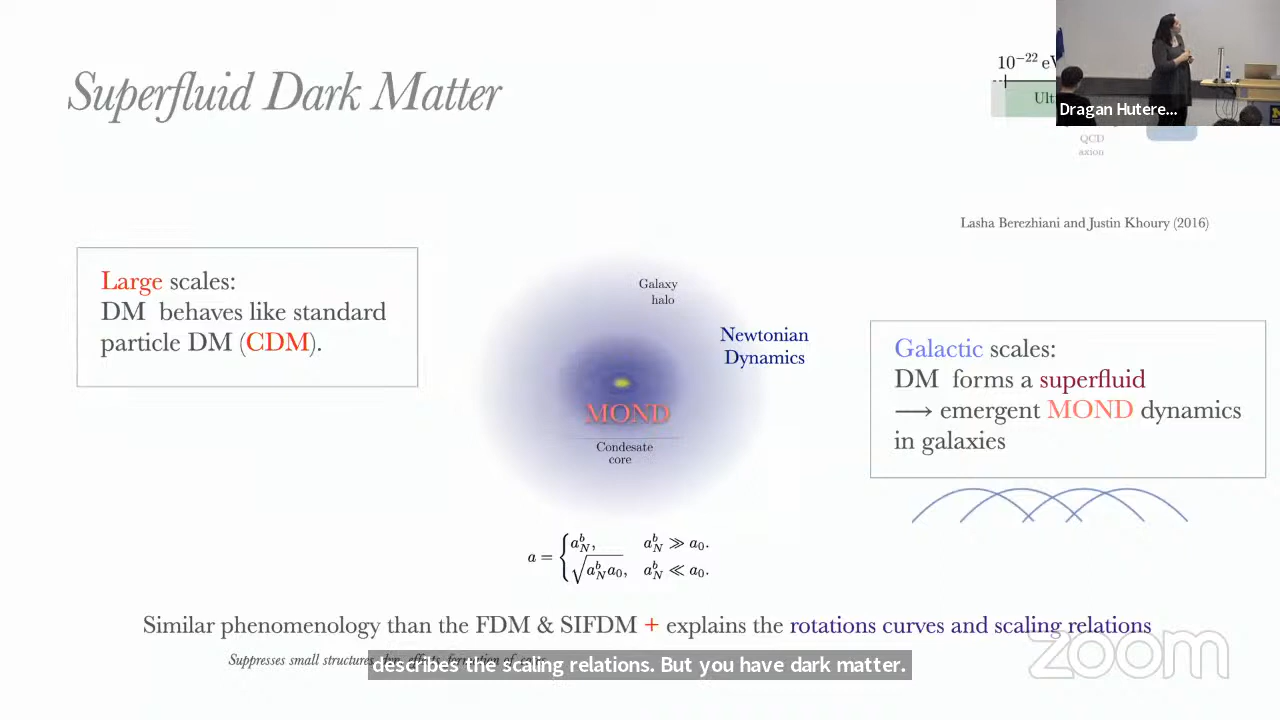 Superfluid Dark Matter
10⁻²² eV
Ult
QCD
axion
Dragan Hutere...
Lasha Berezhiani and Justin Khoury (2016)
Large scales:
DM behaves like standard
particle DM (CDM).
Galaxy
halo
Newtonian
Dynamics
MOND
Condesate
core
Galactic scales:
DM forms a superfluid
⟶ emergent MOND dynamics
in galaxies
a = { a_N^b, a_N^b ≫ a_0.
√(a_N^b a_0), a_N^b ≪ a_0.
Similar phenomenology than the FDM & SIFDM + explains the rotations curves and scaling relations
Suppresses small structures
zoom
describes the scaling relations. But you have dark matter.